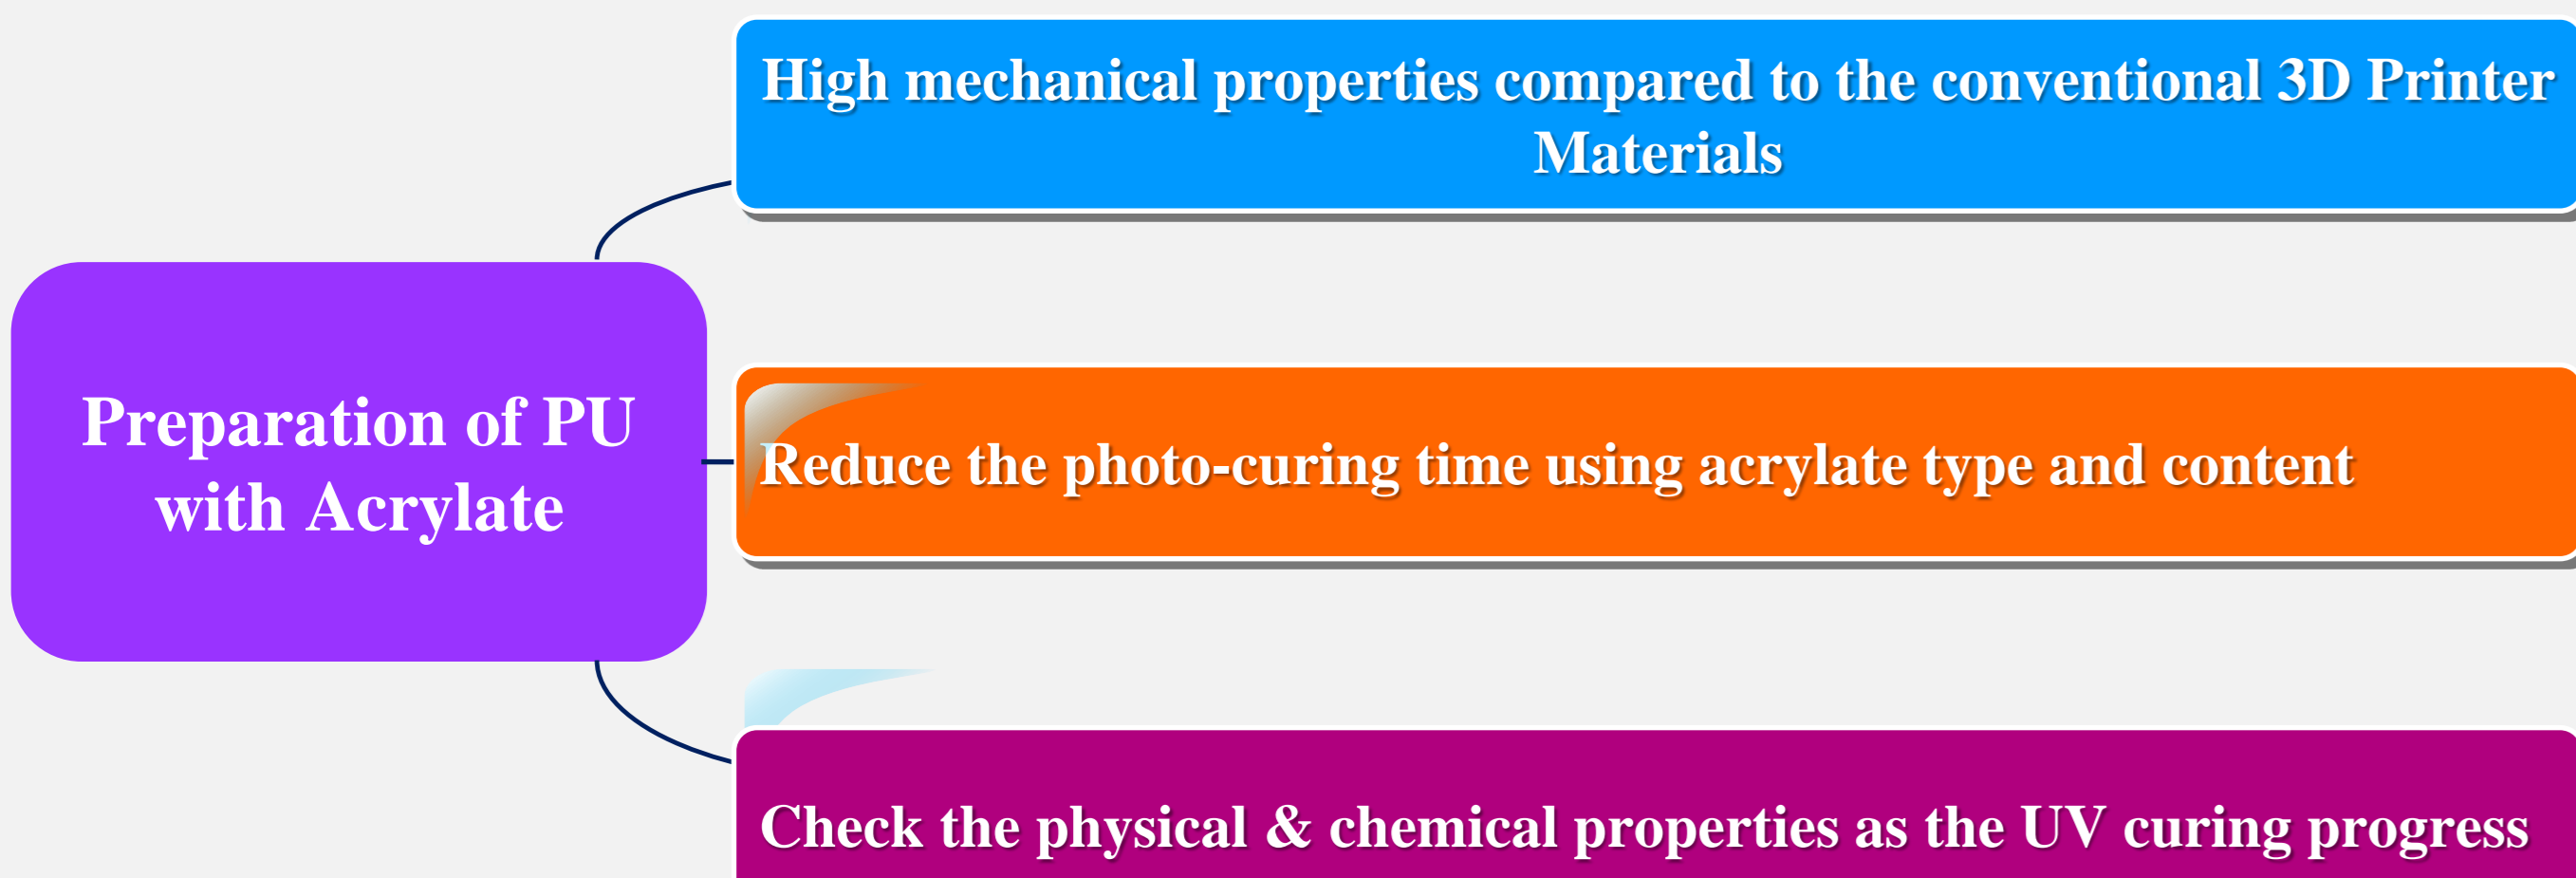 High mechanical properties compared to the conventional 3D Printer
Materials
Preparation of PU
with Acrylate
Reduce the photo-curing time using acrylate type and content
Check the physical & chemical properties as the UV curing progress